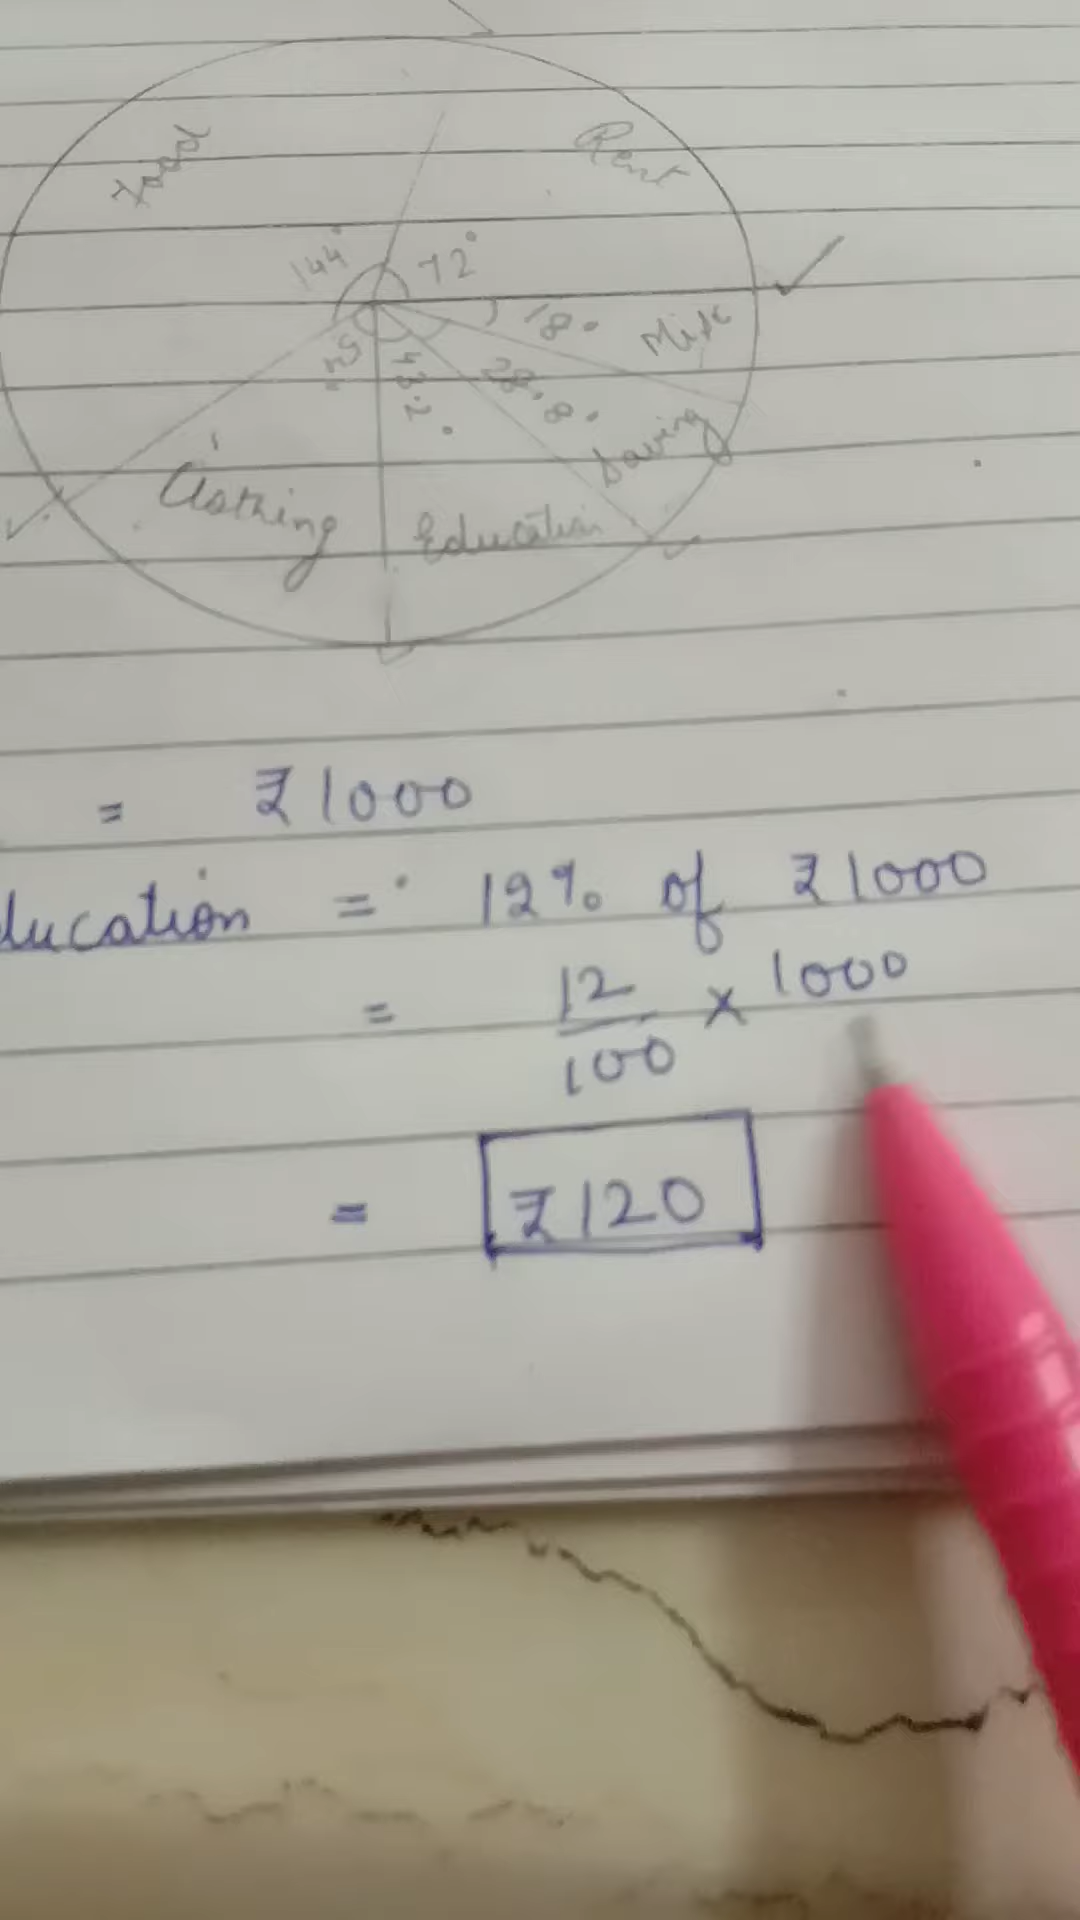 Food
Rent
144°
72°
18°
Misc
54°
43.2°
28.8°
Saving
Clothing
Education
= ₹1000
ducation = 12% of ₹1000
= 12/100 × 1000
= ₹120